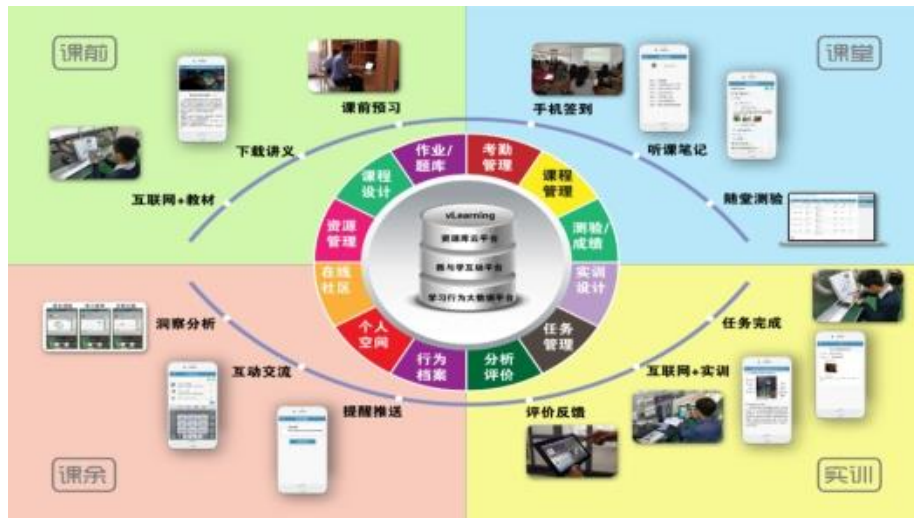 课前
课堂
课前预习
手机签到
下载讲义
听课笔记
互联网+教材
随堂测验
作业/
题库
考勤
管理
课程
设计
课程
管理
资源
管理
测验/
成绩
在线
社区
实训
设计
个人
空间
任务
管理
行为
档案
分析
评价
vLearning
资源库云平台
教与学互动平台
学习行为大数据平台
洞察分析
任务完成
互动交流
互联网+实训
提醒推送
评价反馈
课余
实训